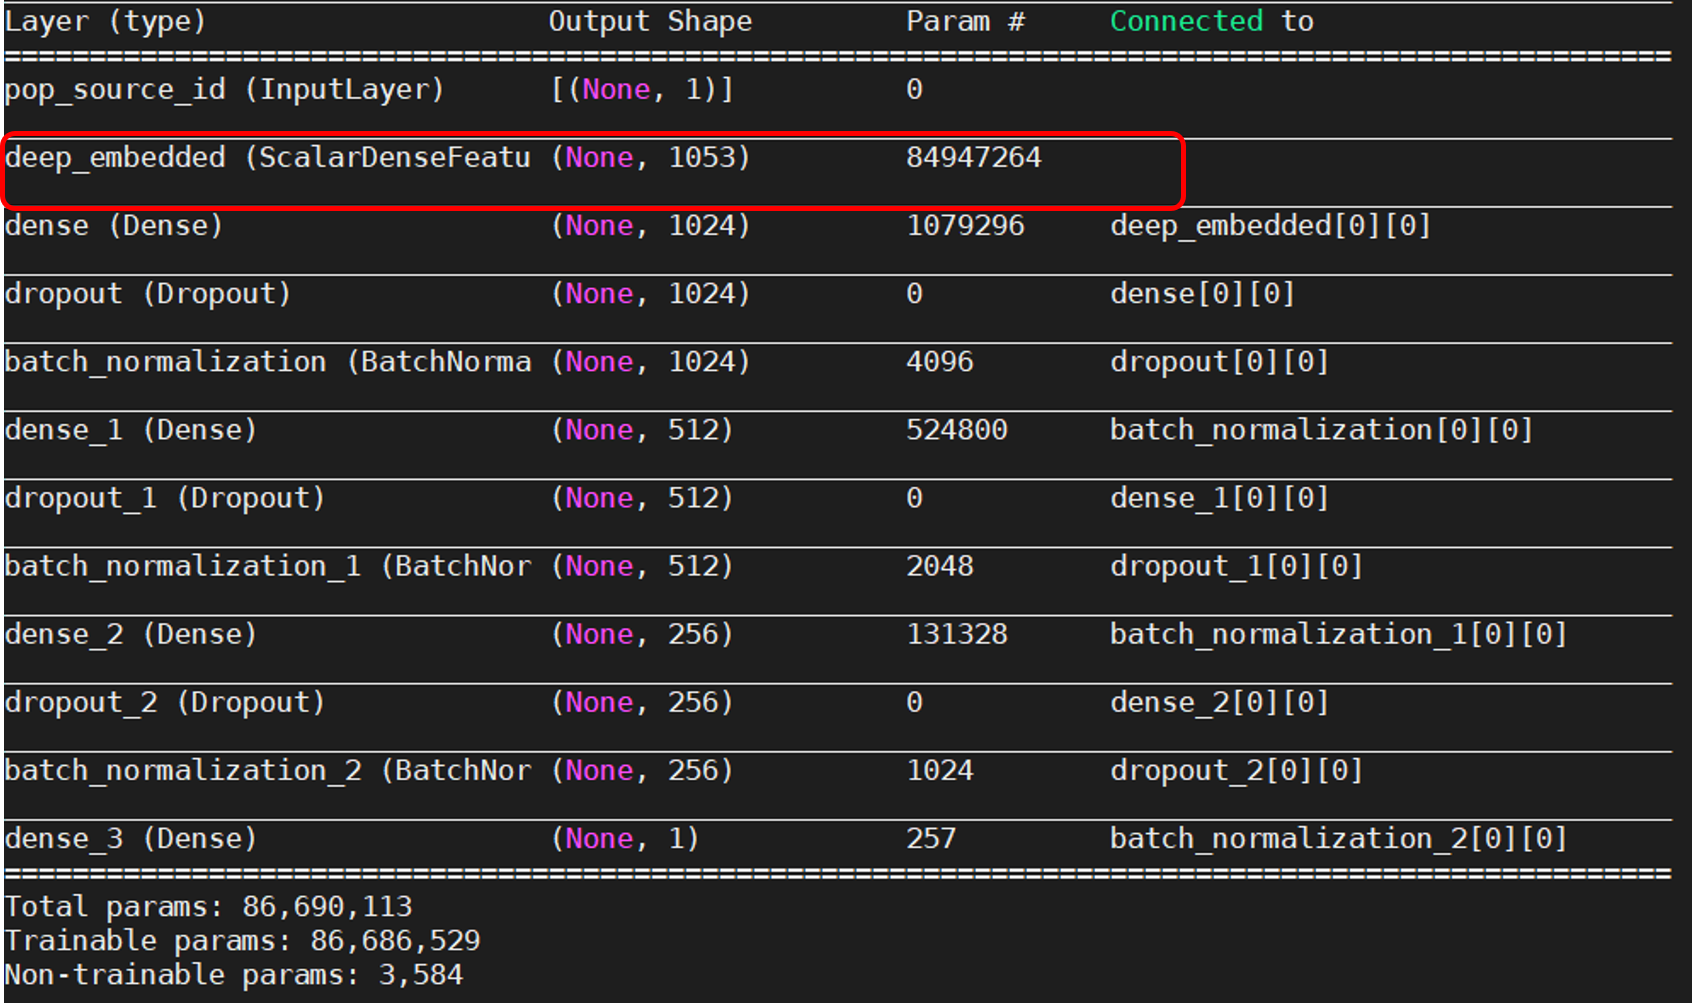 Layer (type) Output Shape Param # Connected to
pop_source_id (InputLayer) [(None, 1)] 0
deep_embedded (ScalarDenseFeatu (None, 1053) 84947264
dense (Dense) (None, 1024) 1079296 deep_embedded[0][0]
dropout (Dropout) (None, 1024) 0 dense[0][0]
batch_normalization (BatchNorma (None, 1024) 4096 dropout[0][0]
dense_1 (Dense) (None, 512) 524800 batch_normalization[0][0]
dropout_1 (Dropout) (None, 512) 0 dense_1[0][0]
batch_normalization_1 (BatchNor (None, 512) 2048 dropout_1[0][0]
dense_2 (Dense) (None, 256) 131328 batch_normalization_1[0][0]
dropout_2 (Dropout) (None, 256) 0 dense_2[0][0]
batch_normalization_2 (BatchNor (None, 256) 1024 dropout_2[0][0]
dense_3 (Dense) (None, 1) 257 batch_normalization_2[0][0]
Total params: 86,690,113
Trainable params: 86,686,529
Non-trainable params: 3,584